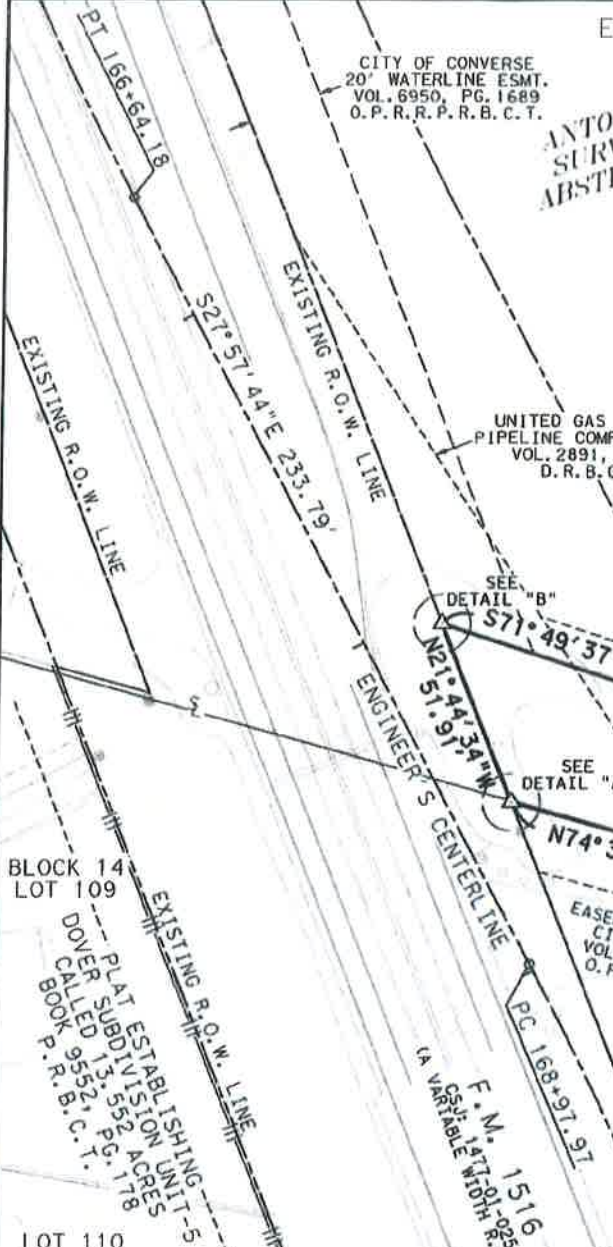 E
CITY OF CONVERSE
20' WATERLINE ESMT.
VOL. 6950, PG. 1689
O.P.R.R.P.R.B.C.T.
ANTO
SURV
ABST
PT 166+64.18
EXISTING R.O.W. LINE
S27°57'44"E 233.79'
EXISTING R.O.W. LINE
UNITED GAS
PIPELINE COMP
VOL. 2891,
D.R.B.C
SEE
DETAIL "B"
S71°49'37
N21°44'34"W
51.91'
SEE
DETAIL "A
N74°3
℄
ENGINEER'S CENTERLINE
BLOCK 14
LOT 109
EXISTING R.O.W. LINE
PLAT ESTABLISHING
DOVER SUBDIVISION UNIT-5
CALLED 13.552 ACRES
BOOK 9552, PG. 178
P.R.B.C.T.
EASE
CI
VOL
O.P
PC 168+97.97
F.M. 1516
CSJ: 1477-01-025
(A VARIABLE WIDTH R.
LOT 110